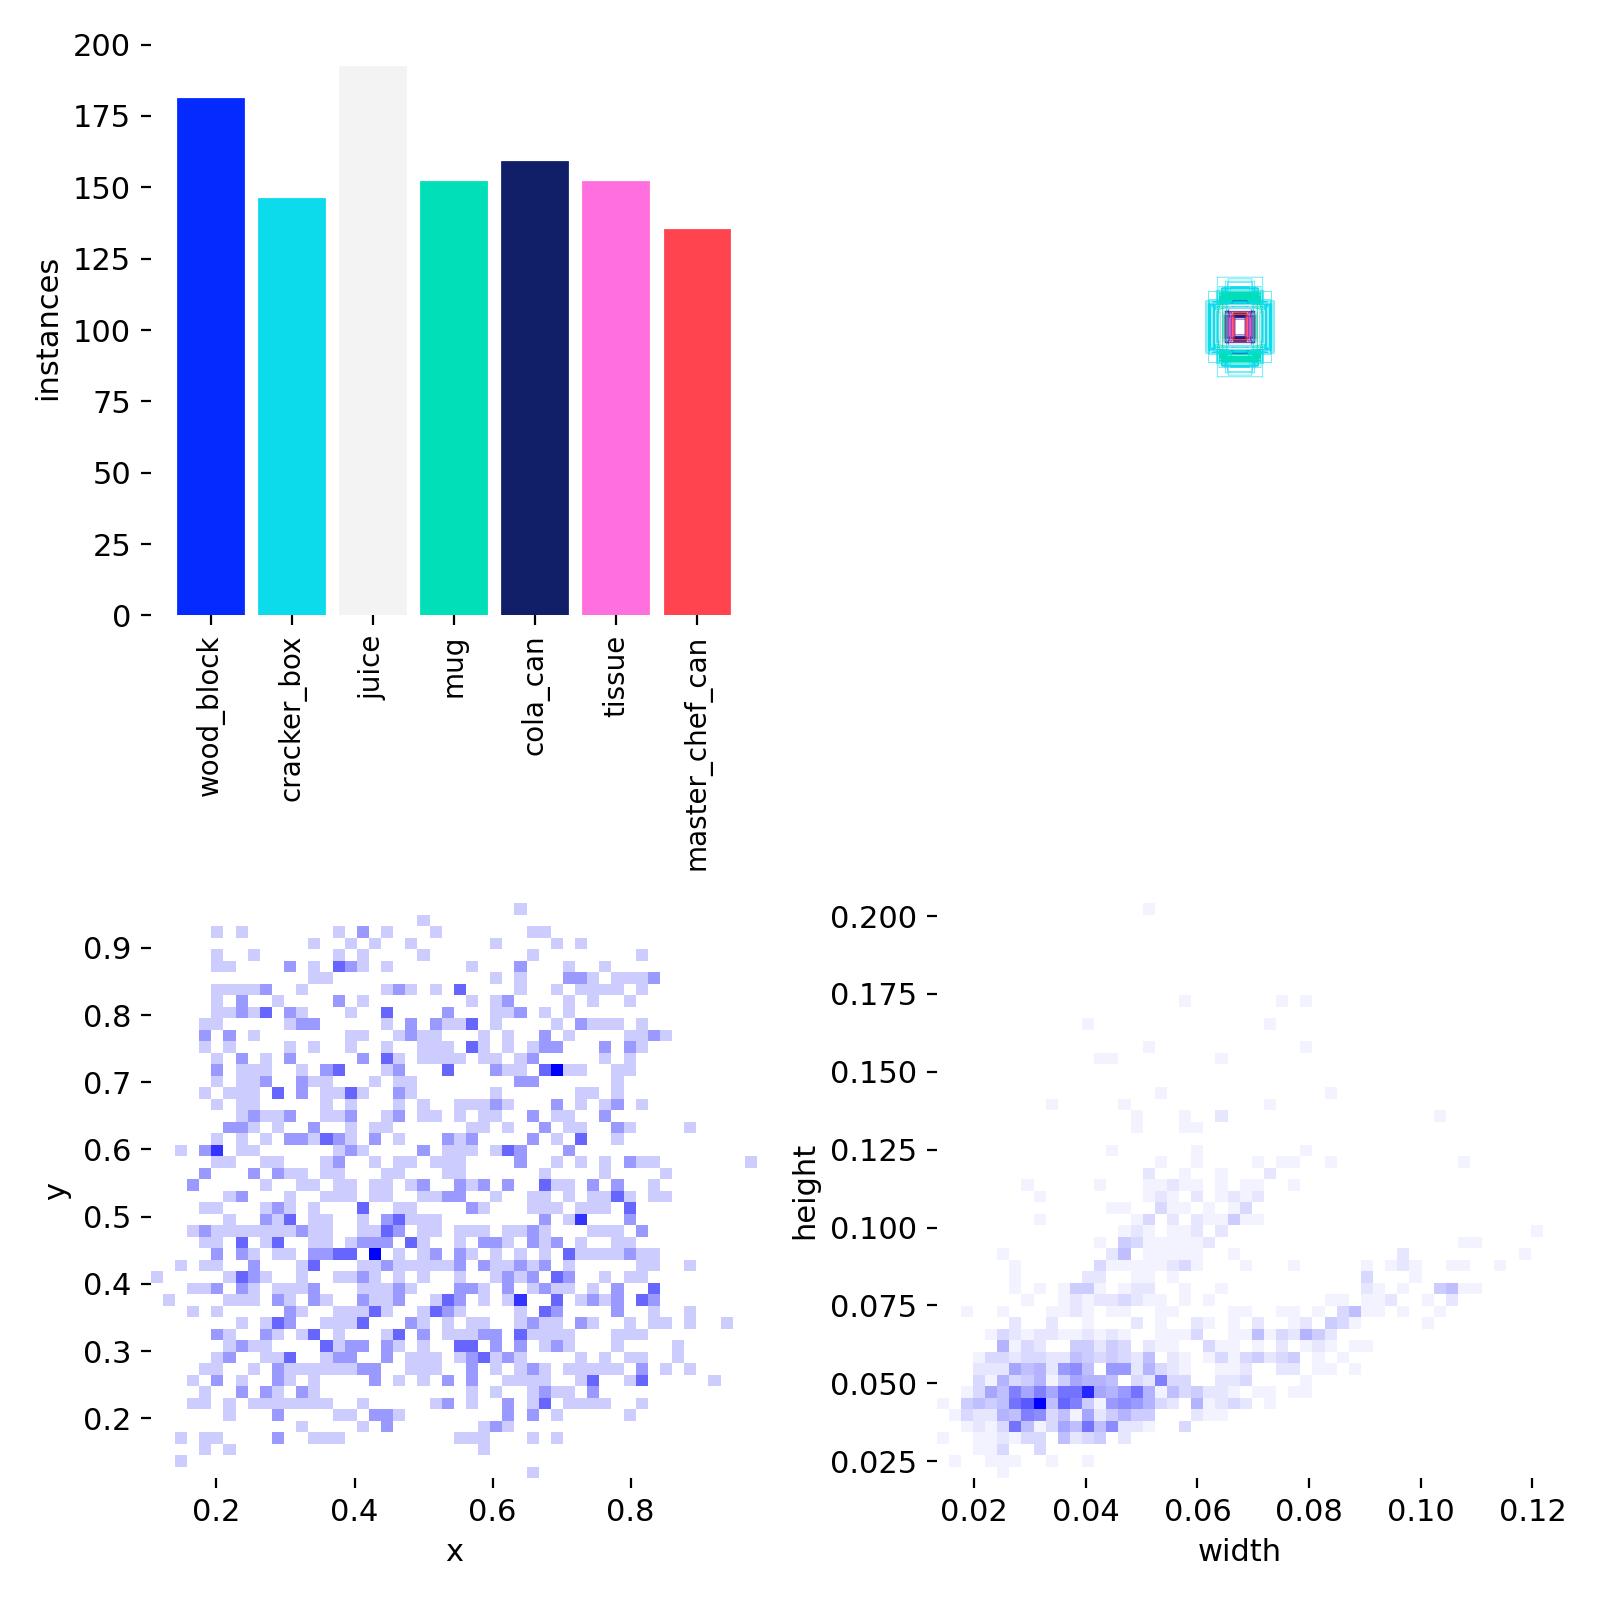 200
175
150
125
100
75
50
25
0
instances
wood_block
cracker_box
juice
mug
cola_can
tissue
master_chef_can
0.9
0.8
0.7
0.6
0.5
0.4
0.3
0.2
y
0.2 0.4 0.6 0.8
x
0.200
0.175
0.150
0.125
0.100
0.075
0.050
0.025
height
0.02 0.04 0.06 0.08 0.10 0.12
width